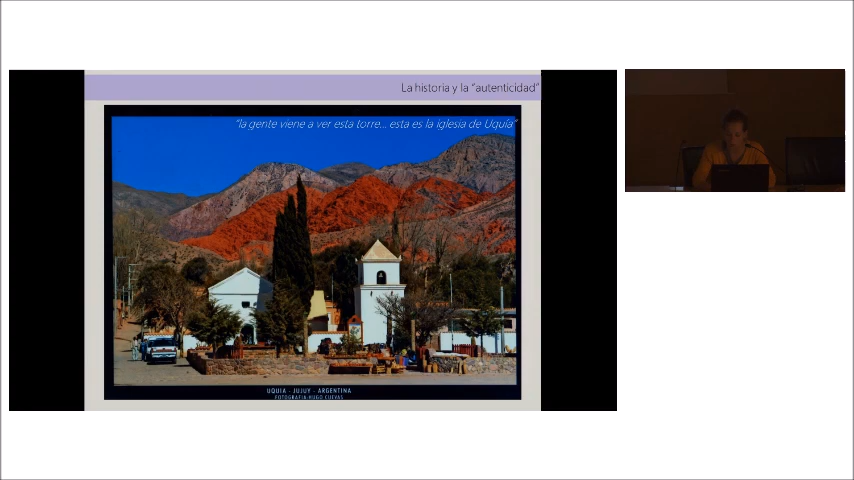 La historia y la "autenticidad"
"la gente viene a ver esta torre... esta es la iglesia de Uquía"
UQUIA - JUJUY - ARGENTINA
FOTOGRAFIA:HUGO CUEVAS